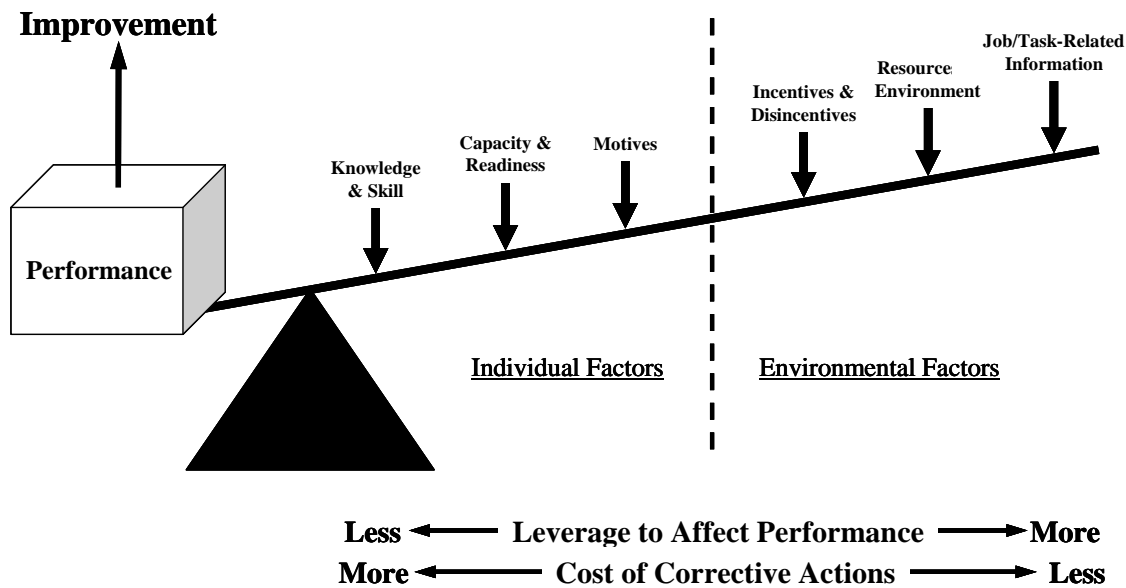 Improvement
Performance
Knowledge
& Skill
Capacity &
Readiness
Motives
Incentives &
Disincentives
Resource
Environment
Job/Task-Related
Information
Individual Factors
Environmental Factors
Less Leverage to Affect Performance More
More Cost of Corrective Actions Less